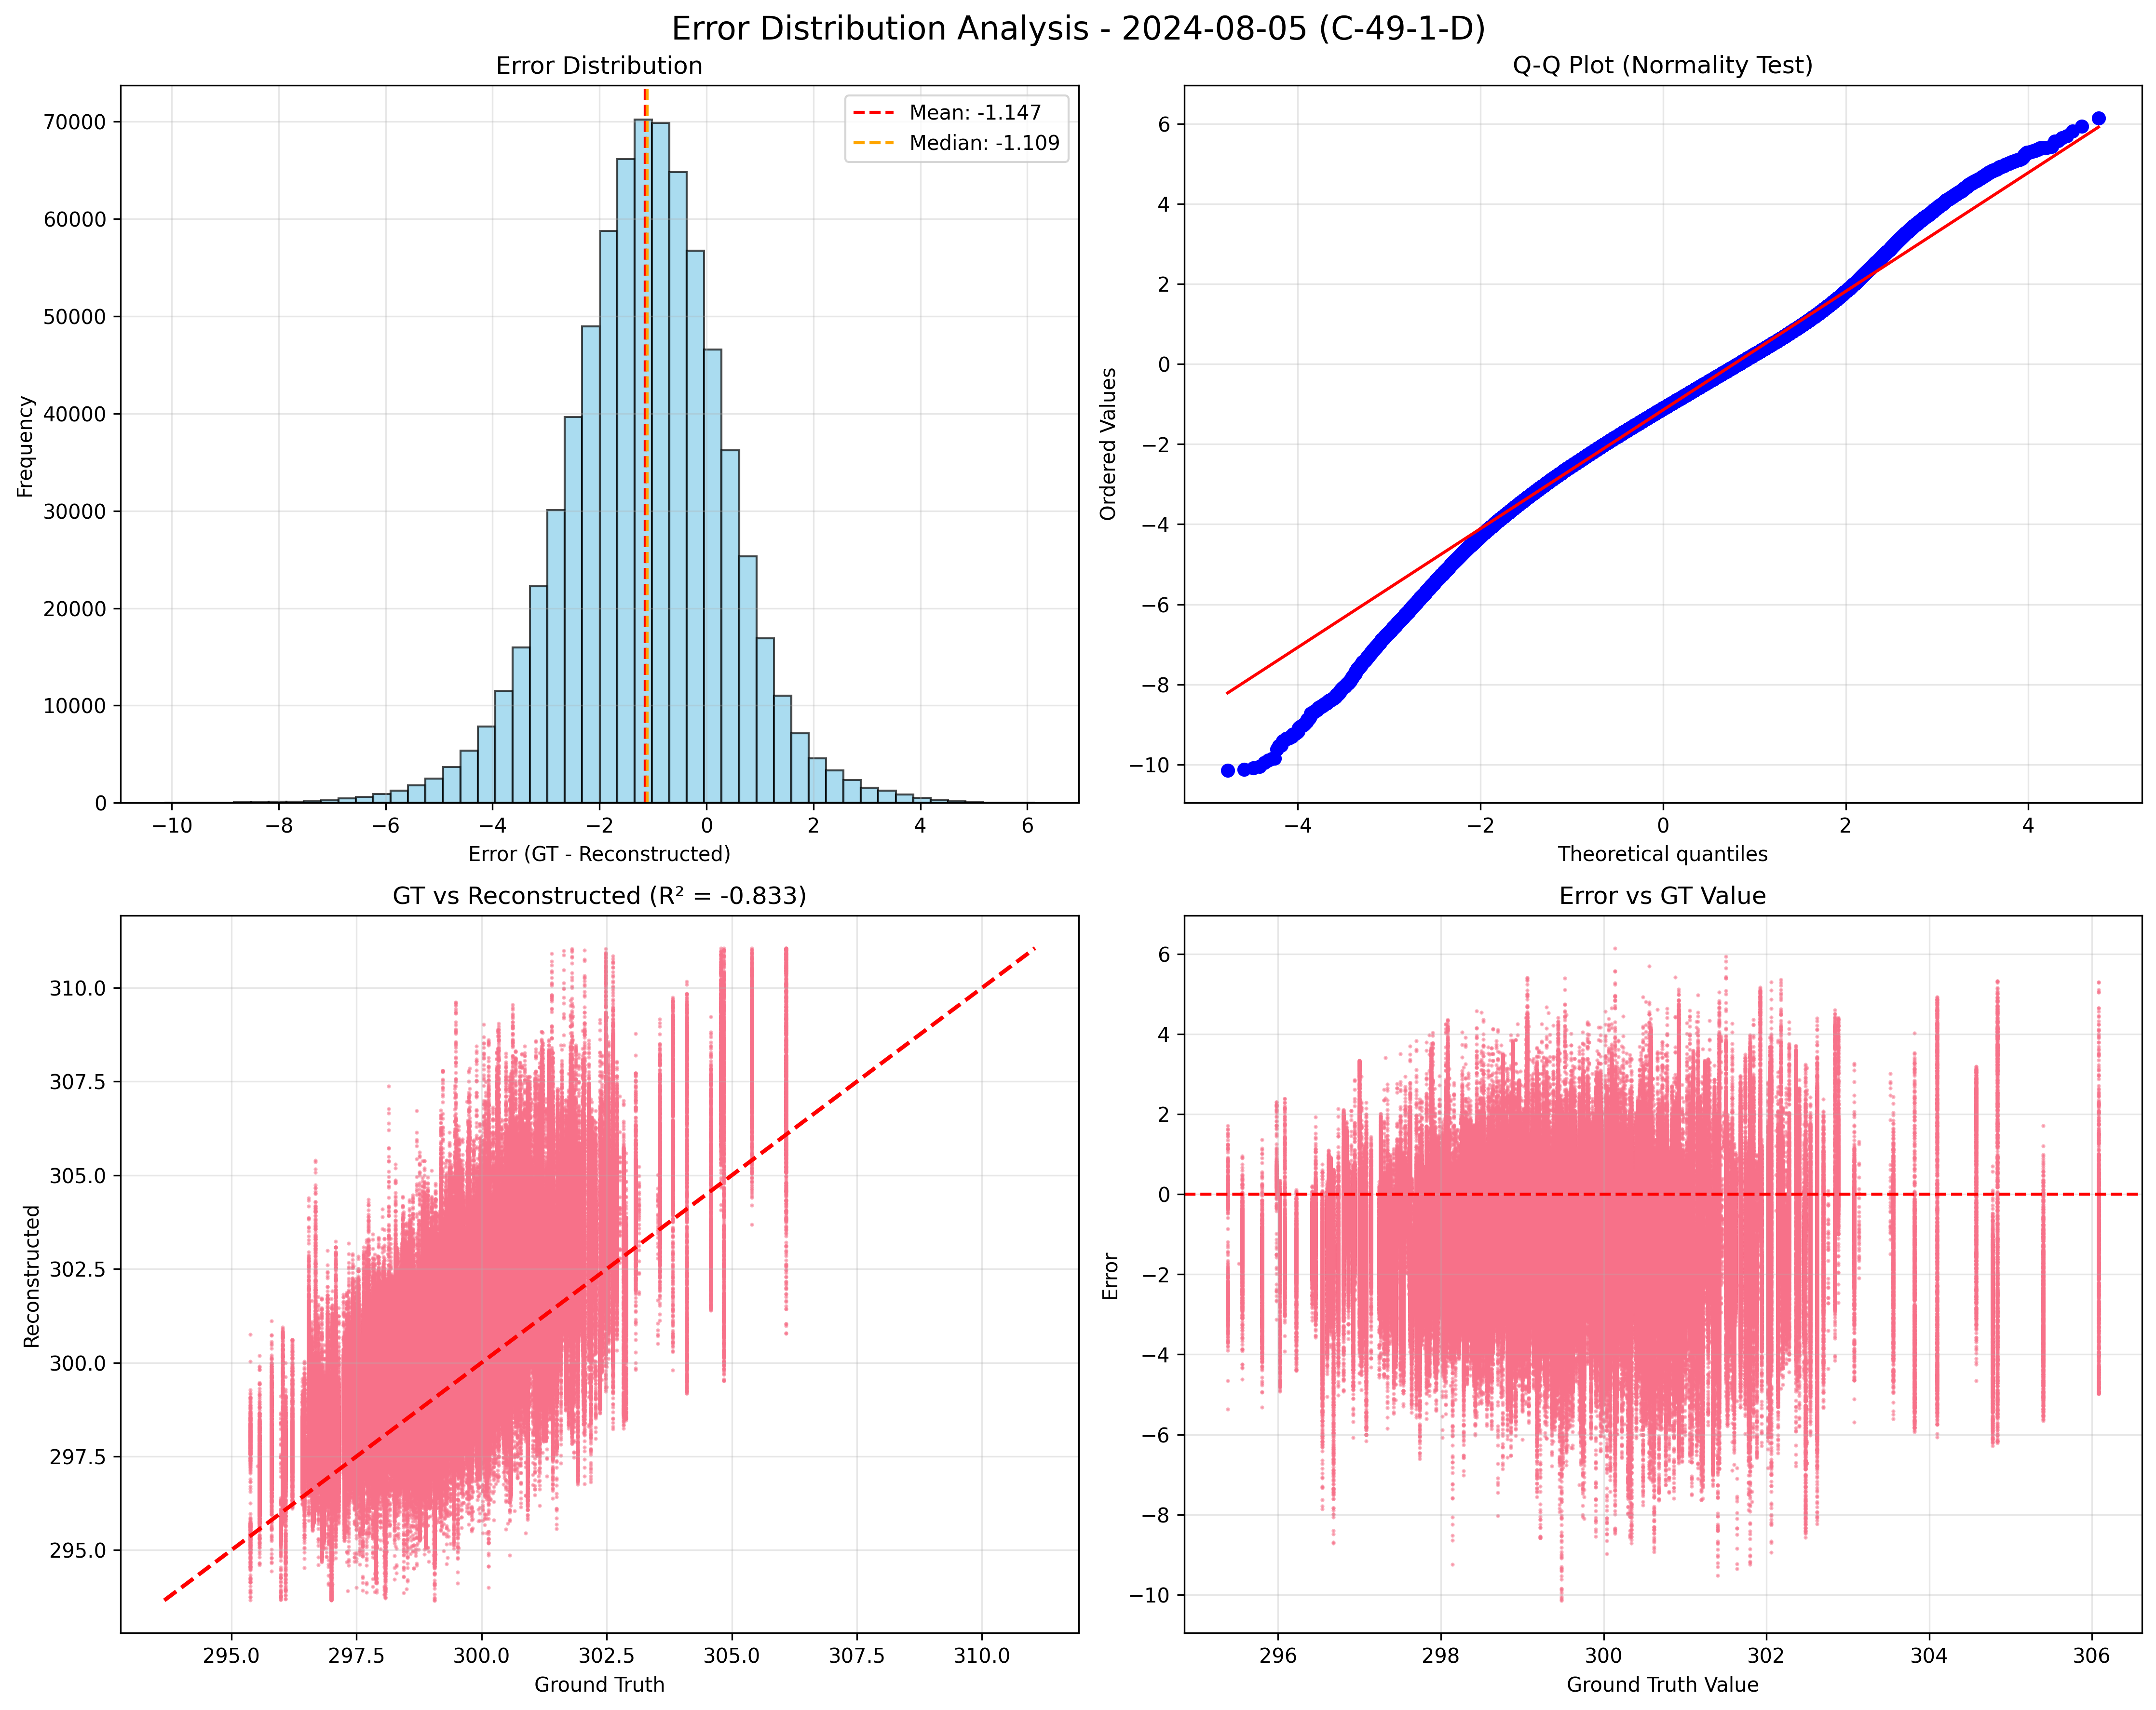 Error Distribution Analysis - 2024-08-05 (C-49-1-D)
Error Distribution
Mean: -1.147
Median: -1.109
70000
60000
50000
40000
30000
20000
10000
0
Frequency
−10 −8 −6 −4 −2 0 2 4 6
Error (GT - Reconstructed)
Q-Q Plot (Normality Test)
6
4
2
0
−2
−4
−6
−8
−10
Ordered Values
−4 −2 0 2 4
Theoretical quantiles
GT vs Reconstructed (R² = -0.833)
310.0
307.5
305.0
302.5
300.0
297.5
295.0
Reconstructed
295.0 297.5 300.0 302.5 305.0 307.5 310.0
Ground Truth
Error vs GT Value
6
4
2
0
−2
−4
−6
−8
−10
Error
296 298 300 302 304 306
Ground Truth Value